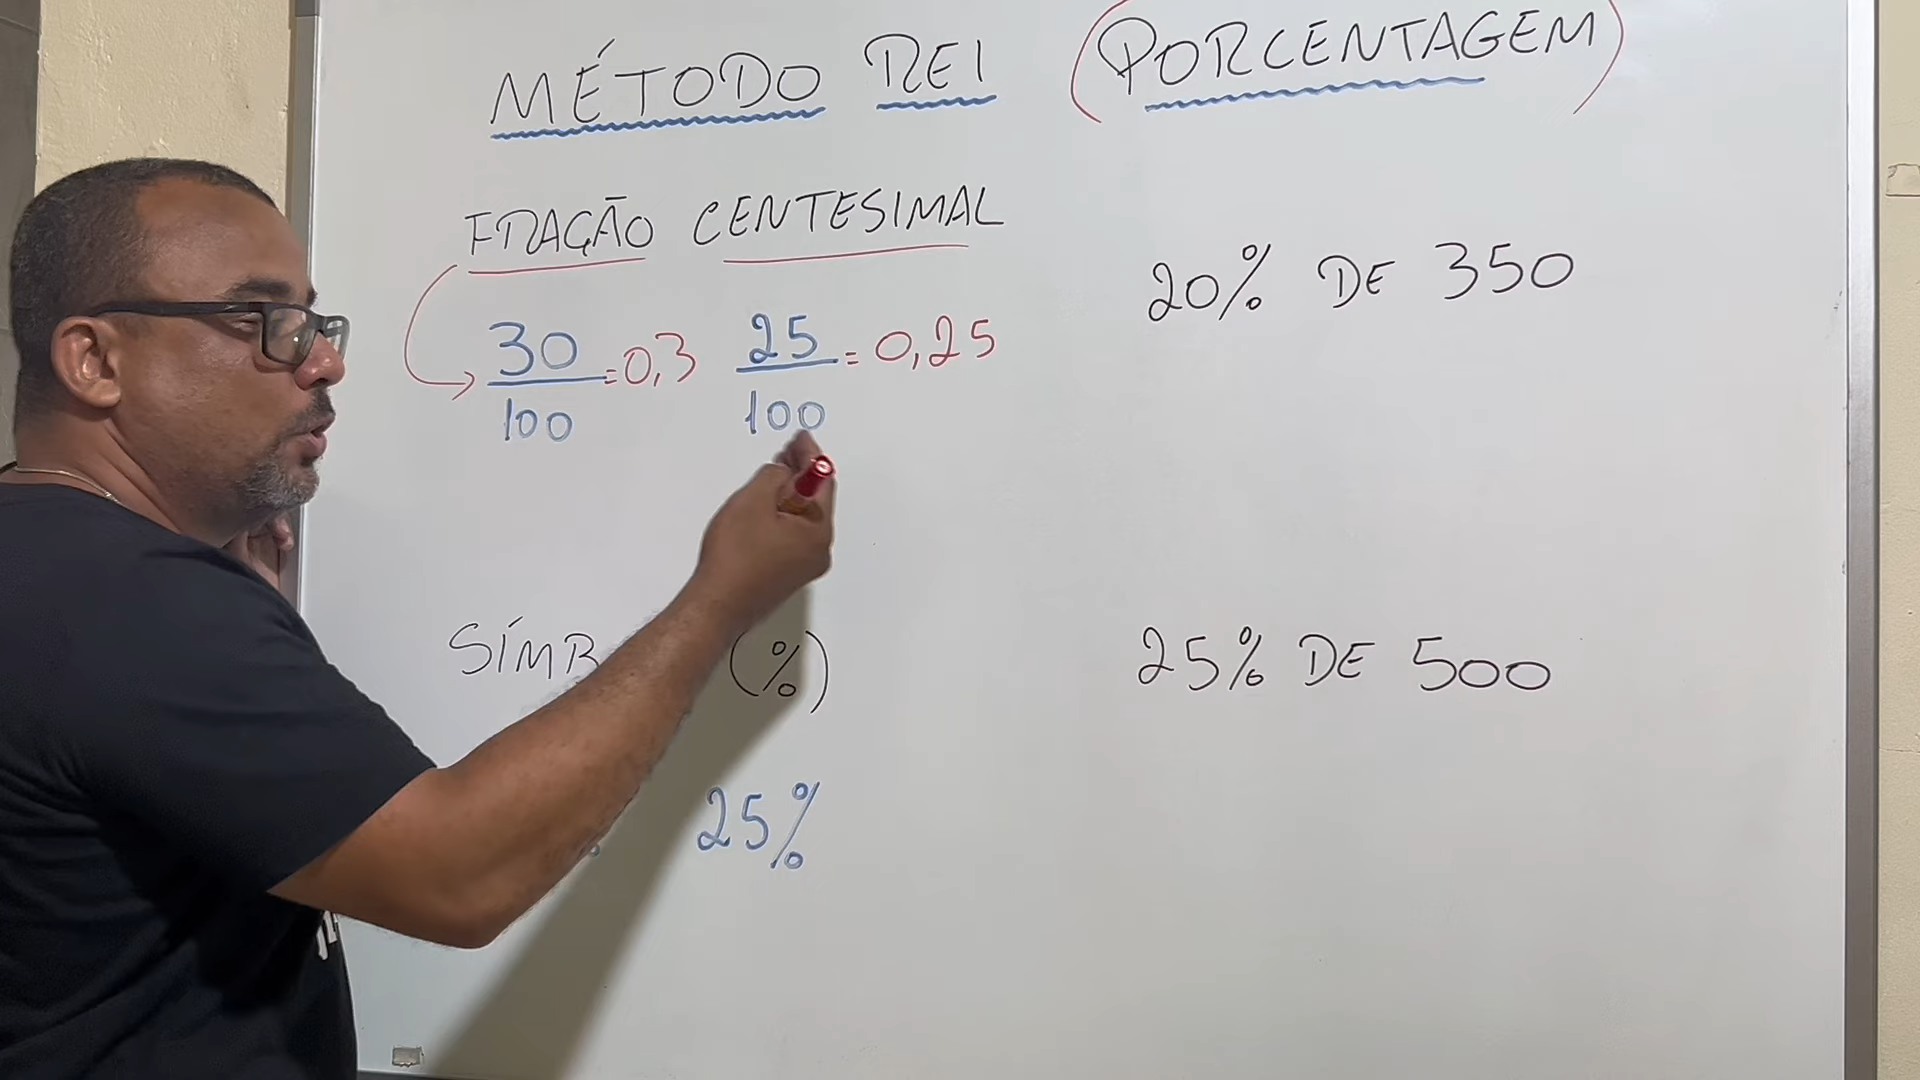 MÉTODO REI (PORCENTAGEM)
FRAÇÃO CENTESIMAL
30/100 = 0,3 25/100 = 0,25
20% DE 350
(%)
25% DE 500
25%